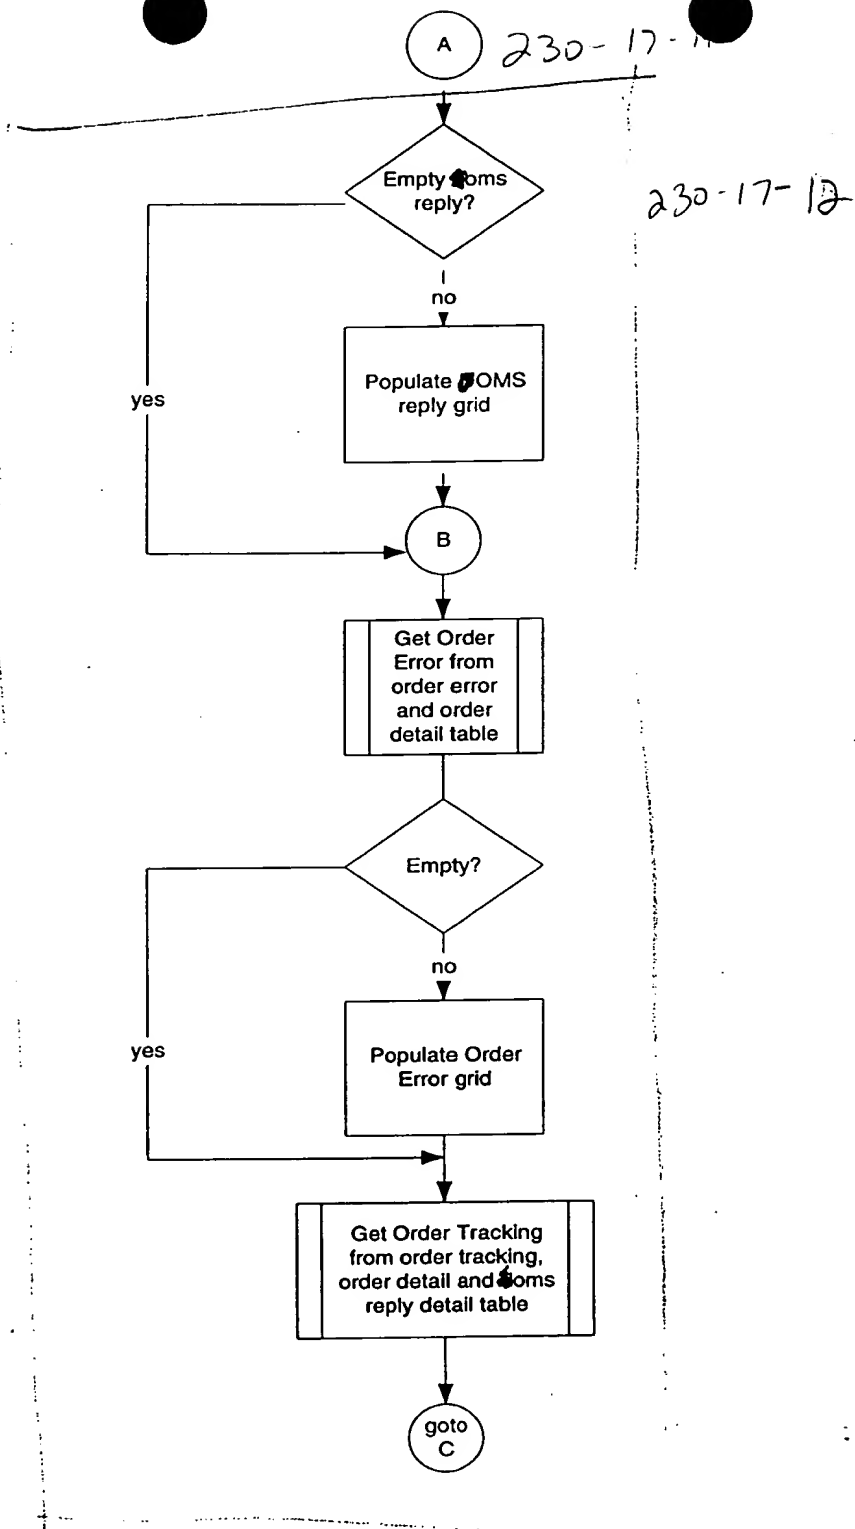 A
230-17-
230-17-12
Empty oms
reply?
no
Populate OMS
reply grid
yes
B
Get Order
Error from
order error
and order
detail table
Empty?
no
Populate Order
Error grid
yes
Get Order Tracking
from order tracking,
order detail and oms
reply detail table
goto
C